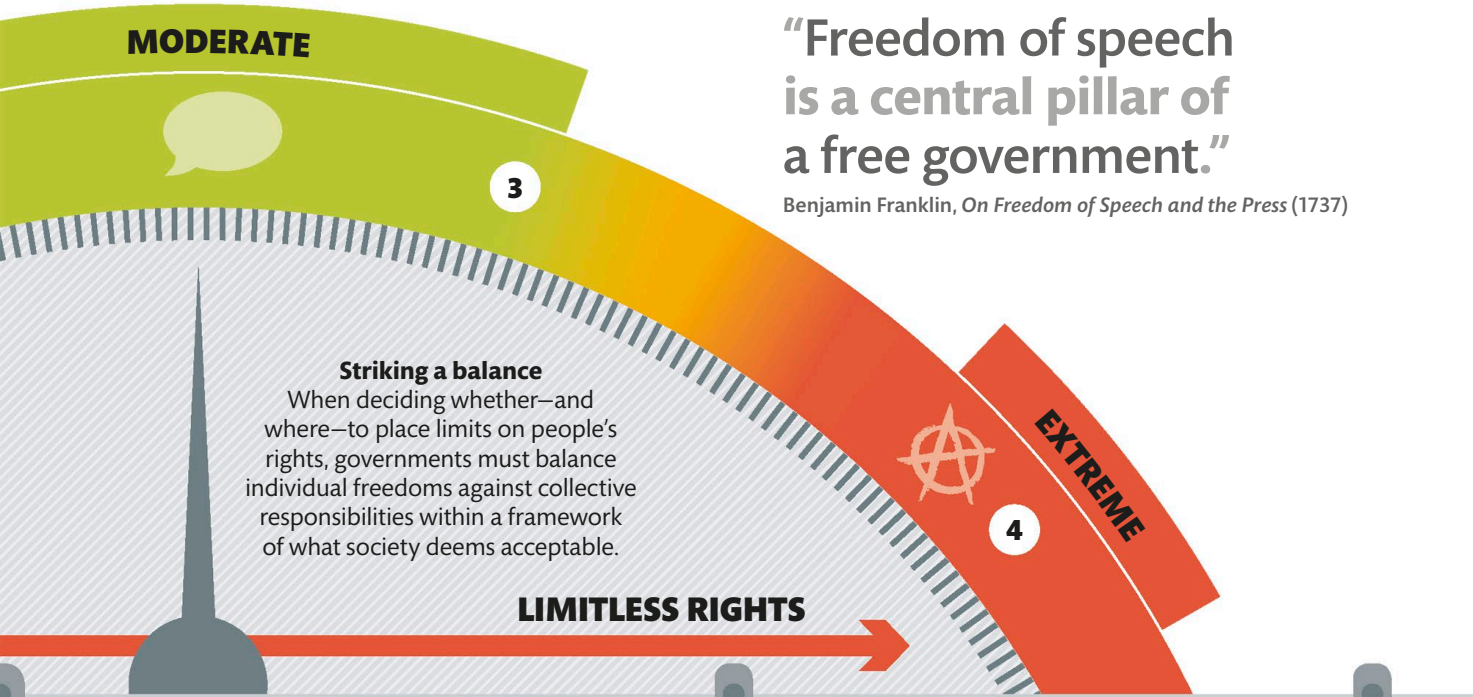 MODERATE
“Freedom of speech
is a central pillar of
a free government.”
Benjamin Franklin, On Freedom of Speech and the Press (1737)
3
Striking a balance
When deciding whether—and
where—to place limits on people’s
rights, governments must balance
individual freedoms against collective
responsibilities within a framework
of what society deems acceptable.
EXTREME
4
LIMITLESS RIGHTS